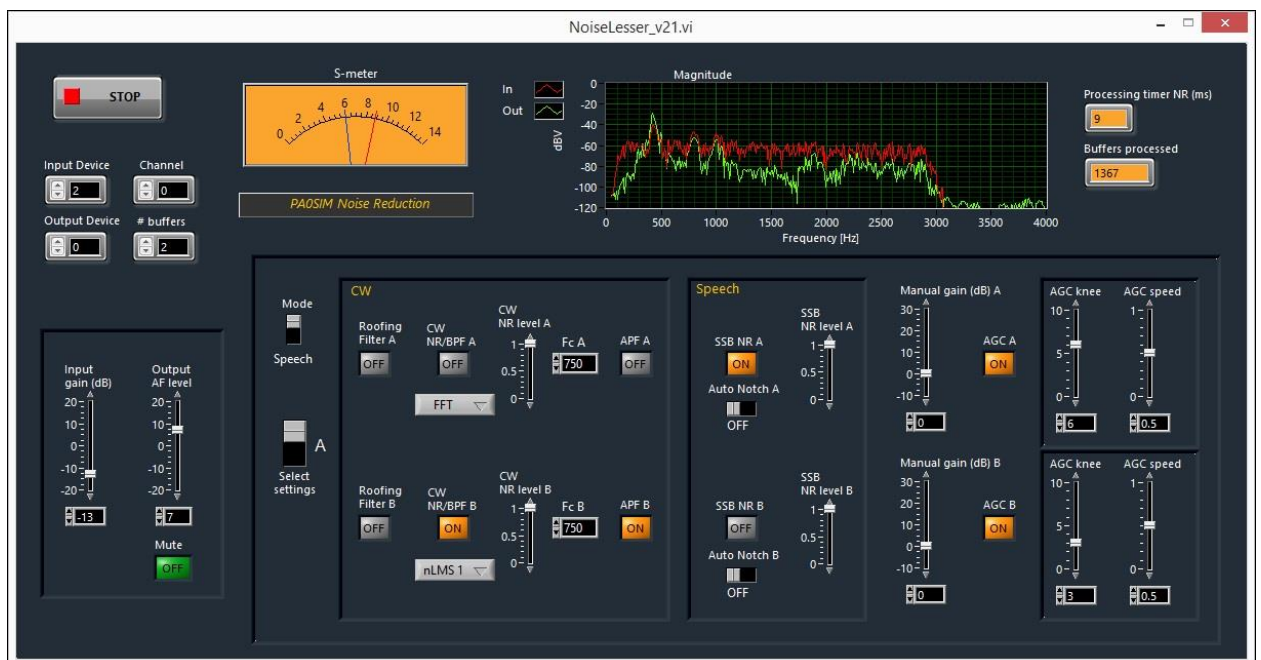 NoiseLesser_v21.vi
STOP
S-meter
0 2 4 6 8 10 12 14
PA0SIM Noise Reduction
In
Out
Magnitude
dBV
0
-20
-40
-60
-80
-100
-120
0 500 1000 1500 2000 2500 3000 3500 4000
Frequency [Hz]
Processing timer NR (ms)
9
Buffers processed
1367
Input Device Channel
2 0
Output Device # buffers
0 2
Input gain (dB)
20
10
0
-10
-20
-13
Output AF level
20
10
0
-10
-20
7
Mute
OFF
Mode
Speech
A
Select
settings
CW
Roofing
Filter A
OFF
CW
NR/BPF A
OFF
FFT
CW
NR level A
1
0.5
0
Fc A
750
APF A
OFF
Roofing
Filter B
OFF
CW
NR/BPF B
ON
nLMS 1
CW
NR level B
1
0.5
0
Fc B
750
APF B
ON
Speech
SSB NR A
ON
Auto Notch A
OFF
SSB
NR level A
1
0.5
0
SSB NR B
OFF
Auto Notch B
OFF
SSB
NR level B
1
0.5
0
Manual gain (dB) A
30
20
10
0
-10
0
AGC A
ON
AGC knee
10
5
0
6
AGC speed
1
0
0.5
Manual gain (dB) B
30
20
10
0
-10
0
AGC B
ON
AGC knee
10
5
0
3
AGC speed
1
0
0.5